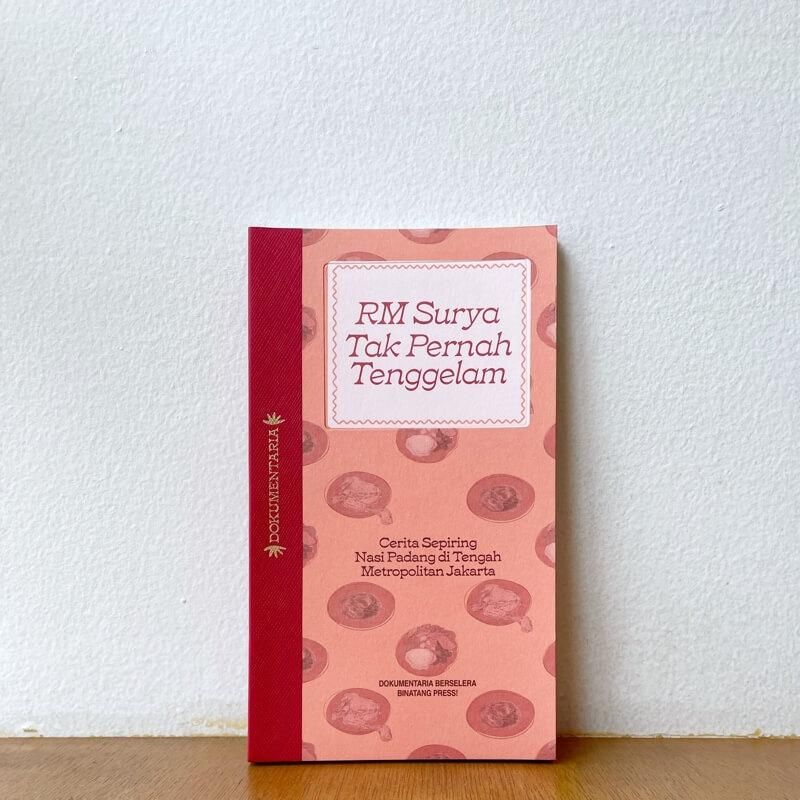 DOKUMENTARIA
RM Surya
Tak Pernah
Tenggelam
Cerita Sepiring
Nasi Padang di Tengah
Metropolitan Jakarta
DOKUMENTARIA BERSELERA
BINATANG PRESS!